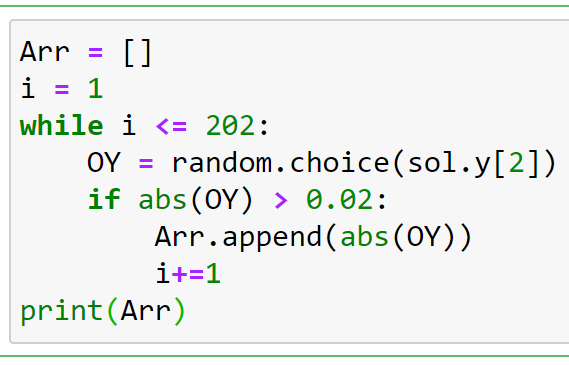 Arr = []
i = 1
while i <= 202:
    OY = random.choice(sol.y[2])
    if abs(OY) > 0.02:
        Arr.append(abs(OY))
        i+=1
print(Arr)